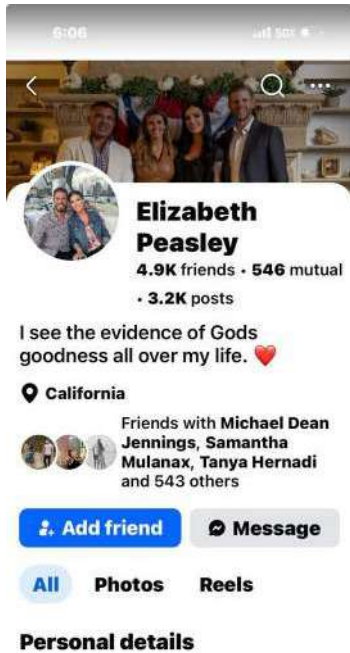 6:06
Elizabeth
Peasley
4.9K friends • 546 mutual
• 3.2K posts
I see the evidence of Gods
goodness all over my life. ❤️
California
Friends with Michael Dean
Jennings, Samantha
Mulanax, Tanya Hernadi
and 543 others
Add friend
Message
All Photos Reels
Personal details